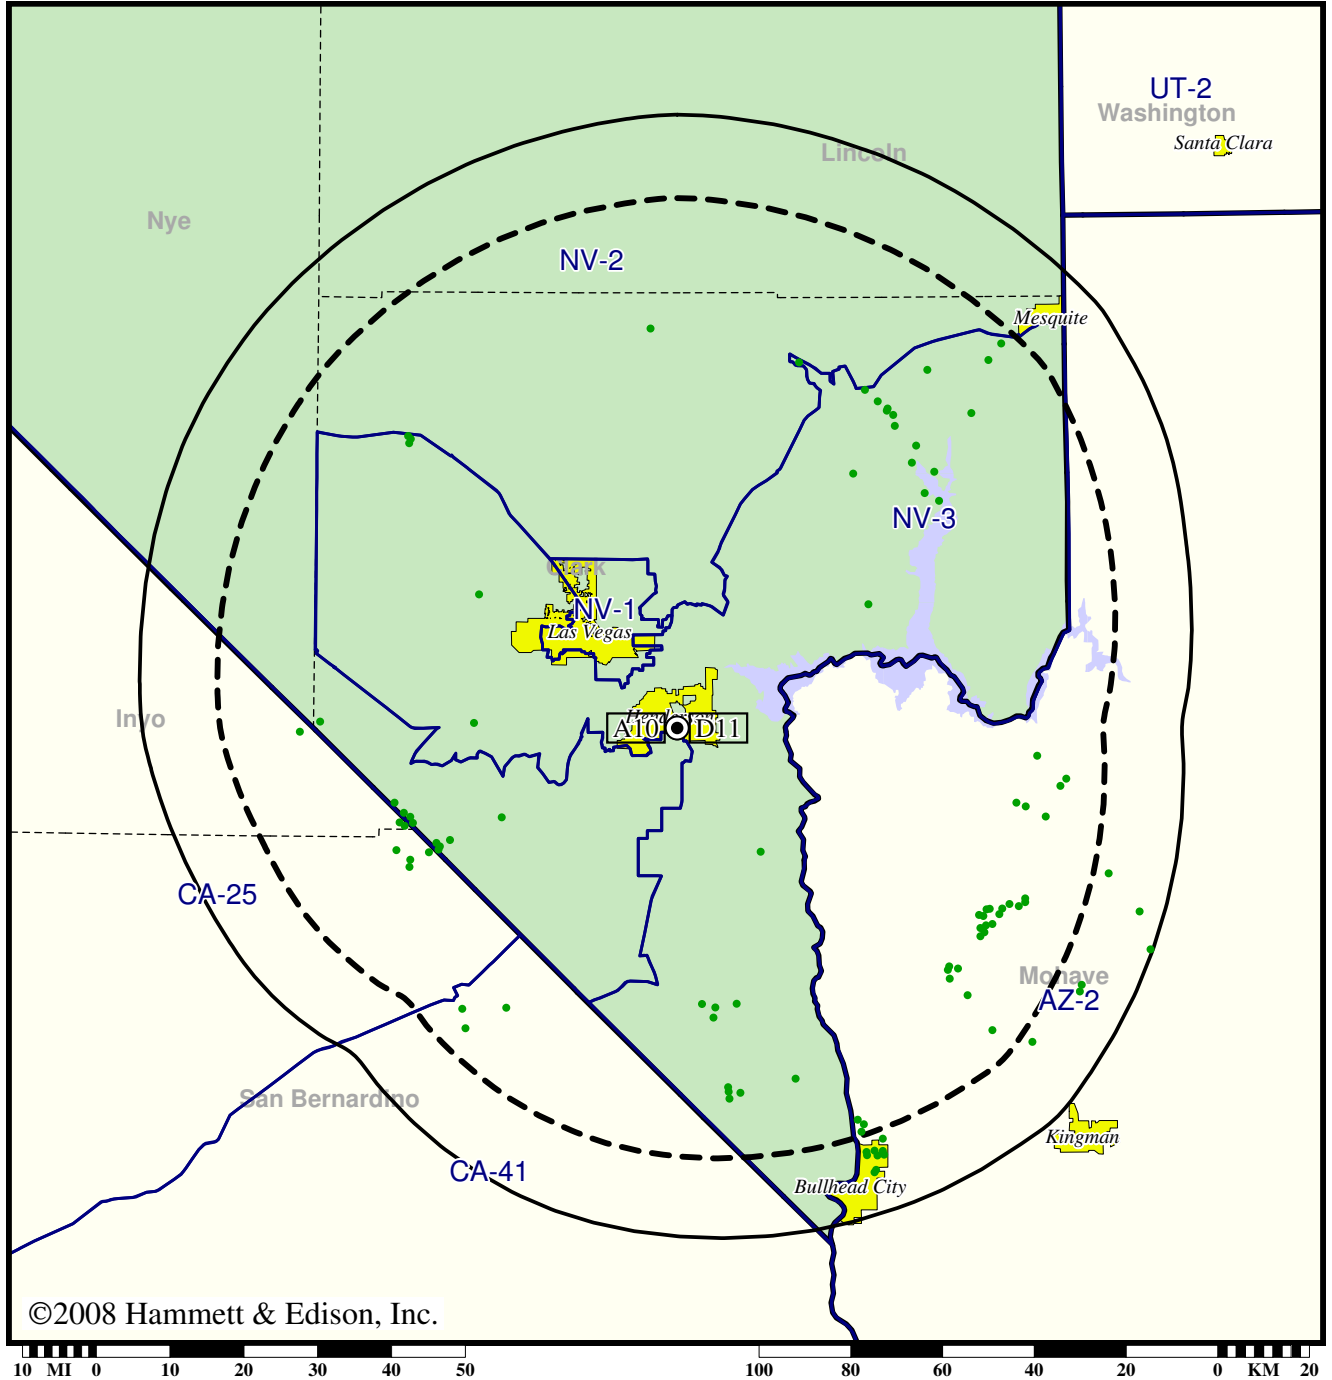 UT-2
Washington
Santa Clara
Lincoln
Nye
NV-2
Mesquite
NV-3
Clark
NV-1
Las Vegas
Henderson
A10 D11
Inyo
CA-25
Mohave
AZ-2
San Bernardino
Kingman
CA-41
Bullhead City
©2008 Hammett & Edison, Inc.
10 MI 0 10 20 30 40 50 100 80 60 40 20 0 KM 20